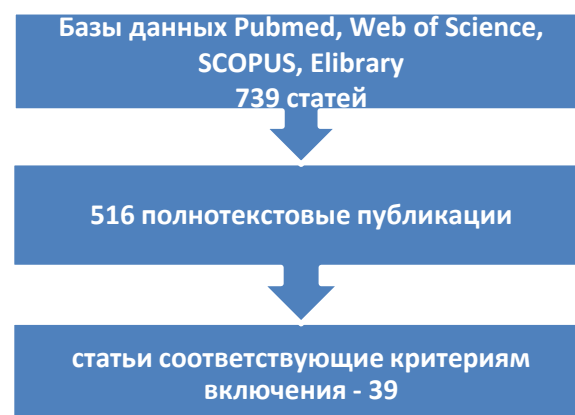 Базы данных Pubmed, Web of Science,
SCOPUS, Elibrary
739 статей
516 полнотекстовые публикации
статьи соответствующие критериям
включения - 39